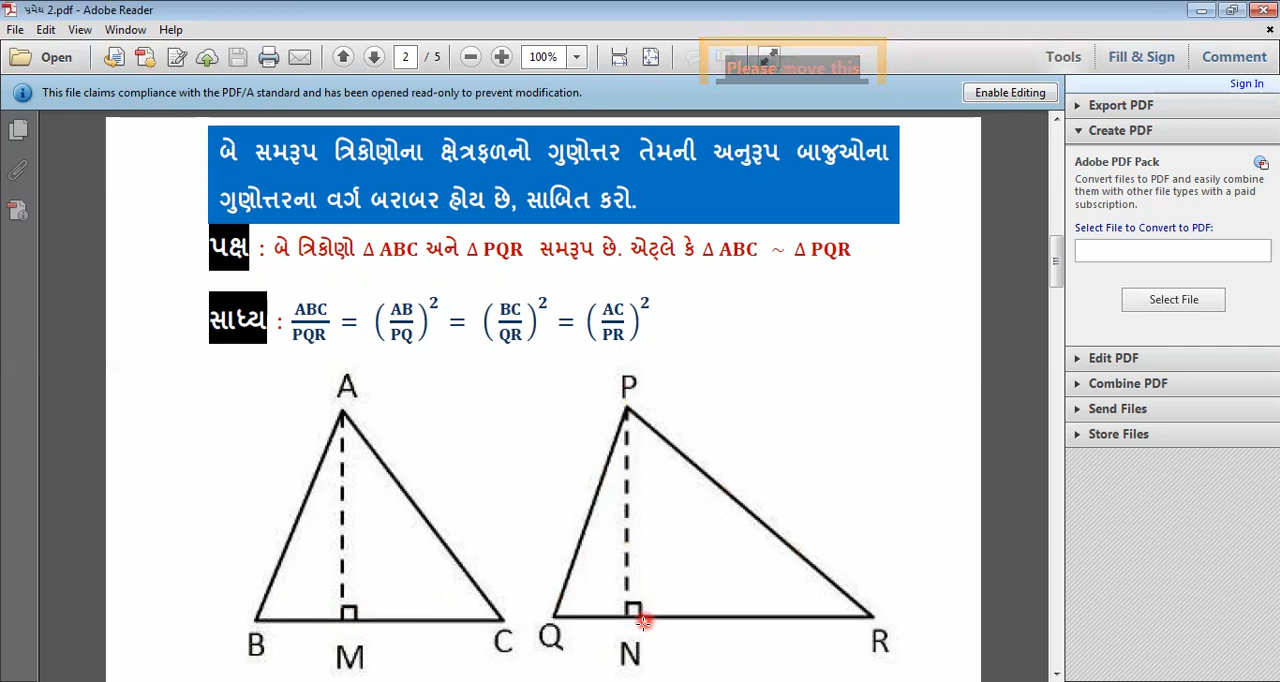 પ્રમેય 2.pdf - Adobe Reader
File Edit View Window Help
Open 2 / 5 100% Tools Fill & Sign Comment
Please move this
This file claims compliance with the PDF/A standard and has been opened read-only to prevent modification. Enable Editing
Sign In
Export PDF
Create PDF
Adobe PDF Pack
Convert files to PDF and easily combine
them with other file types with a paid
subscription.
Select File to Convert to PDF:
Select File
Edit PDF
Combine PDF
Send Files
Store Files
બે સમરૂપ ત્રિકોણોના ક્ષેત્રફળનો ગુણોત્તર તેમની અનુરૂપ બાજુઓના
ગુણોત્તરના વર્ગ બરાબર હોય છે, સાબિત કરો.
પક્ષ : બે ત્રિકોણો Δ ABC અને Δ PQR સમરૂપ છે. એટ્લે કે Δ ABC ~ Δ PQR
સાધ્ય : ABC/PQR = (AB/PQ)² = (BC/QR)² = (AC/PR)²
A P
B M C Q N R